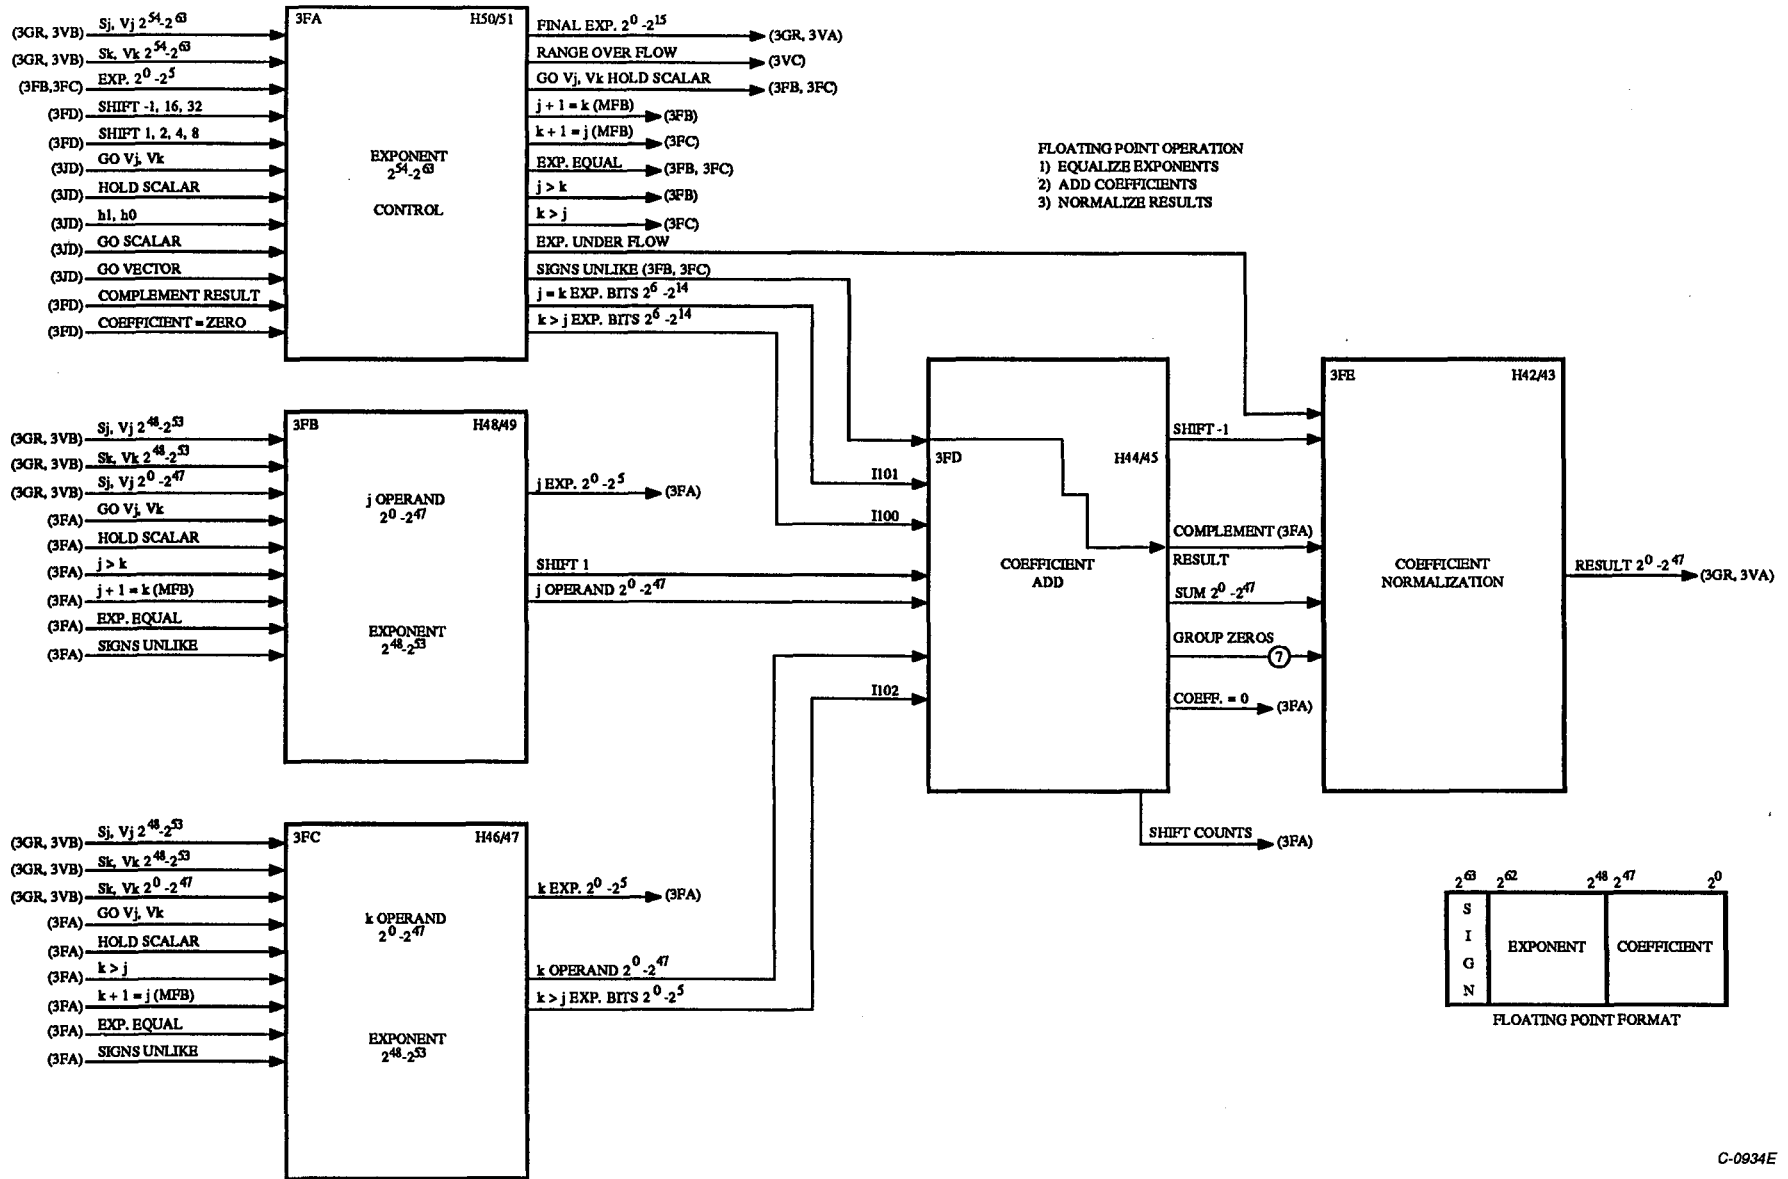 3FA H50/51
(3GR, 3VB) Sj, Vj 2^54-2^63
(3GR, 3VB) Sk, Vk 2^54-2^63
(3FB,3FC) EXP. 2^0 -2^5
(3FD) SHIFT -1, 16, 32
(3FD) SHIFT 1, 2, 4, 8
(3JD) GO Vj, Vk
(3JD) HOLD SCALAR
(3JD) h1, h0
(3JD) GO SCALAR
(3JD) GO VECTOR
(3FD) COMPLEMENT RESULT
(3FD) COEFFICIENT = ZERO
EXPONENT
2^54-2^63
CONTROL
FINAL EXP. 2^0 -2^15 (3GR, 3VA)
RANGE OVER FLOW (3VC)
GO Vj, Vk HOLD SCALAR (3FB, 3FC)
j + 1 = k (MFB) (3FB)
k + 1 = j (MFB) (3FC)
EXP. EQUAL (3FB, 3FC)
j > k (3FB)
k > j (3FC)
EXP. UNDER FLOW
SIGNS UNLIKE (3FB, 3FC)
j = k EXP. BITS 2^6 -2^14
k > j EXP. BITS 2^6 -2^14
FLOATING POINT OPERATION
1) EQUALIZE EXPONENTS
2) ADD COEFFICIENTS
3) NORMALIZE RESULTS
3FB H48/49
(3GR, 3VB) Sj, Vj 2^48-2^53
(3GR, 3VB) Sk, Vk 2^48-2^53
(3GR, 3VB) Sj, Vj 2^0 -2^47
(3FA) GO Vj, Vk
(3FA) HOLD SCALAR
(3FA) j > k
(3FA) j + 1 = k (MFB)
(3FA) EXP. EQUAL
(3FA) SIGNS UNLIKE
j OPERAND
2^0 -2^47
EXPONENT
2^48-2^53
j EXP. 2^0 -2^5 (3FA)
SHIFT 1
j OPERAND 2^0 -2^47
3FC H46/47
(3GR, 3VB) Sj, Vj 2^48-2^53
(3GR, 3VB) Sk, Vk 2^48-2^53
(3GR, 3VB) Sk, Vk 2^0 -2^47
(3FA) GO Vj, Vk
(3FA) HOLD SCALAR
(3FA) k > j
(3FA) k + 1 = j (MFB)
(3FA) EXP. EQUAL
(3FA) SIGNS UNLIKE
k OPERAND
2^0 -2^47
EXPONENT
2^48-2^53
k EXP. 2^0 -2^5 (3FA)
k OPERAND 2^0 -2^47
k > j EXP. BITS 2^0 -2^5
3FD H44/45
I101
I100
I102
COEFFICIENT
ADD
SHIFT -1
COMPLEMENT (3FA)
RESULT
SUM 2^0 -2^47
GROUP ZEROS 7
COEFF. = 0 (3FA)
SHIFT COUNTS (3FA)
3FE H42/43
COEFFICIENT
NORMALIZATION
RESULT 2^0 -2^47 (3GR, 3VA)
2^63 2^62 2^48 2^47 2^0
S
I
G
N
EXPONENT COEFFICIENT
FLOATING POINT FORMAT
C-0934E